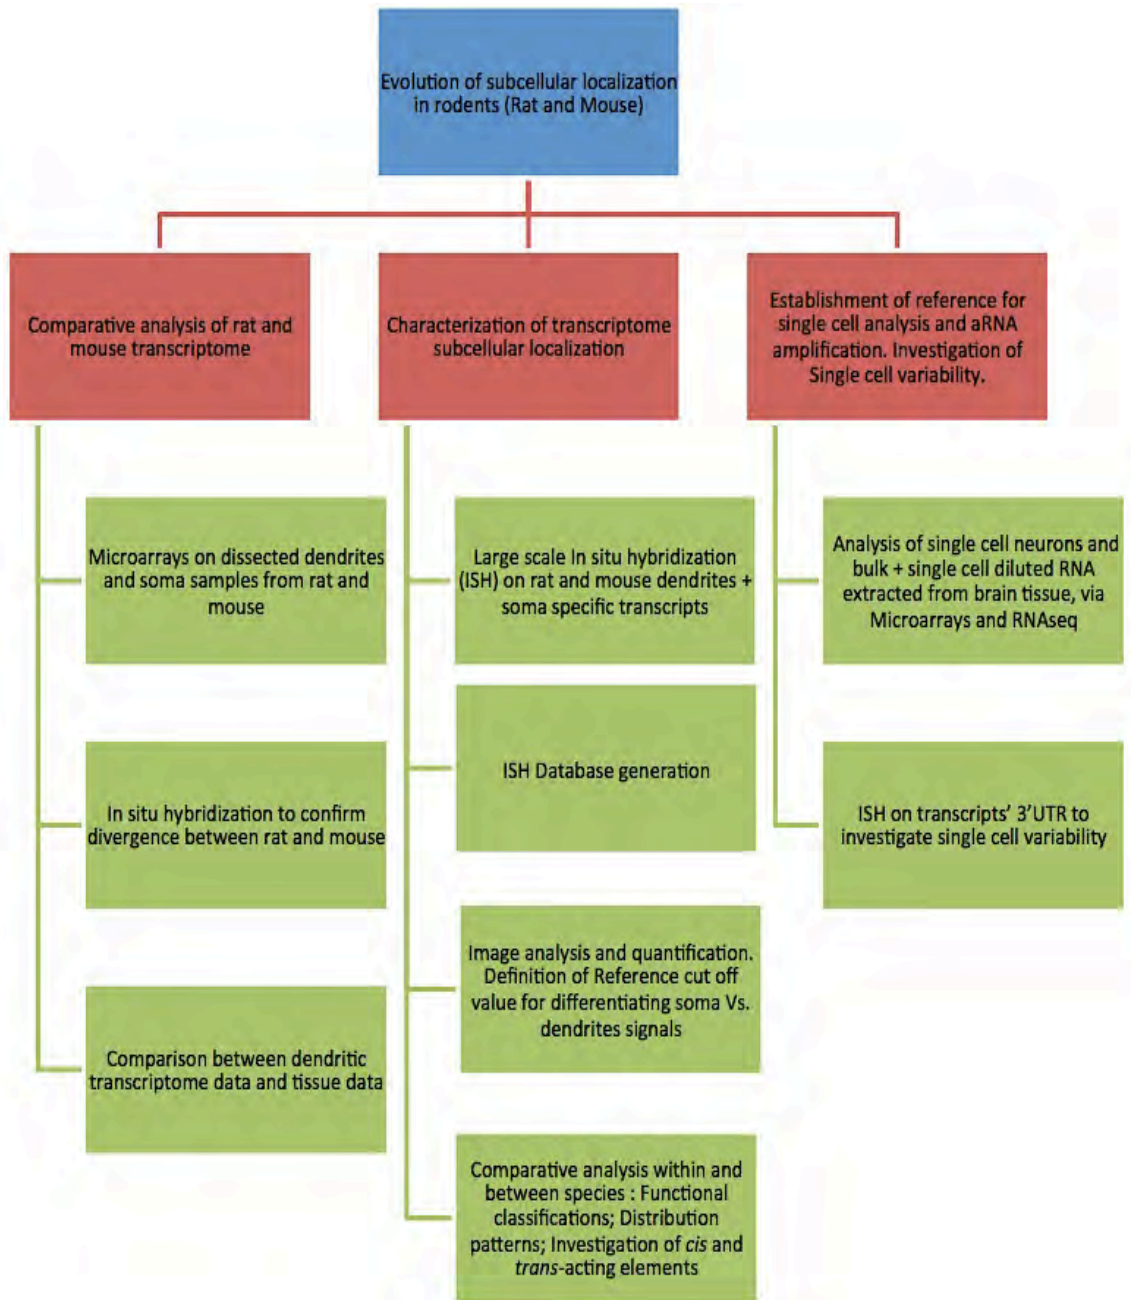 Evolution of subcellular localization
in rodents (Rat and Mouse)
Comparative analysis of rat and
mouse transcriptome
Microarrays on dissected dendrites
and soma samples from rat and
mouse
In situ hybridization to confirm
divergence between rat and mouse
Comparison between dendritic
transcriptome data and tissue data
Characterization of transcriptome
subcellular localization
Large scale In situ hybridization
(ISH) on rat and mouse dendrites +
soma specific transcripts
ISH Database generation
Image analysis and quantification.
Definition of Reference cut off
value for differentiating soma Vs.
dendrites signals
Comparative analysis within and
between species : Functional
classifications; Distribution
patterns; Investigation of cis and
trans-acting elements
Establishment of reference for
single cell analysis and aRNA
amplification. Investigation of
Single cell variability.
Analysis of single cell neurons and
bulk + single cell diluted RNA
extracted from brain tissue, via
Microarrays and RNAseq
ISH on transcripts’ 3’UTR to
investigate single cell variability